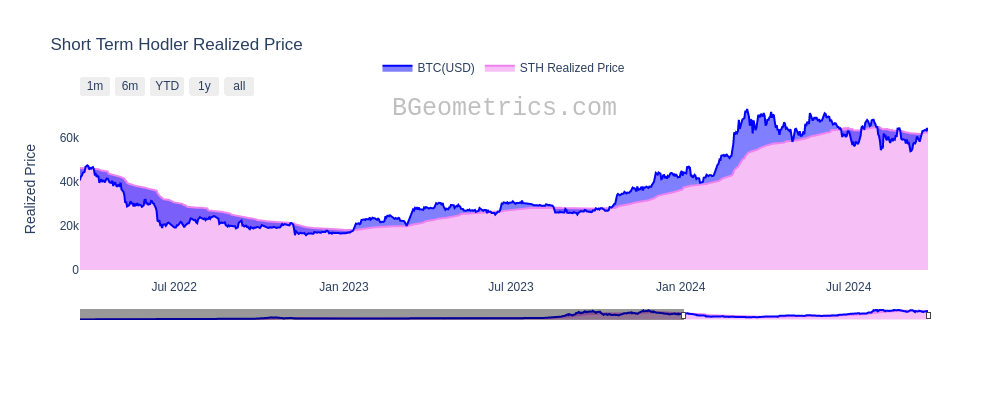 Short Term Hodler Realized Price
BTC(USD) STH Realized Price
1m 6m YTD 1y all
BGeometrics.com
Realized Price
60k
40k
20k
0
Jul 2022 Jan 2023 Jul 2023 Jan 2024 Jul 2024